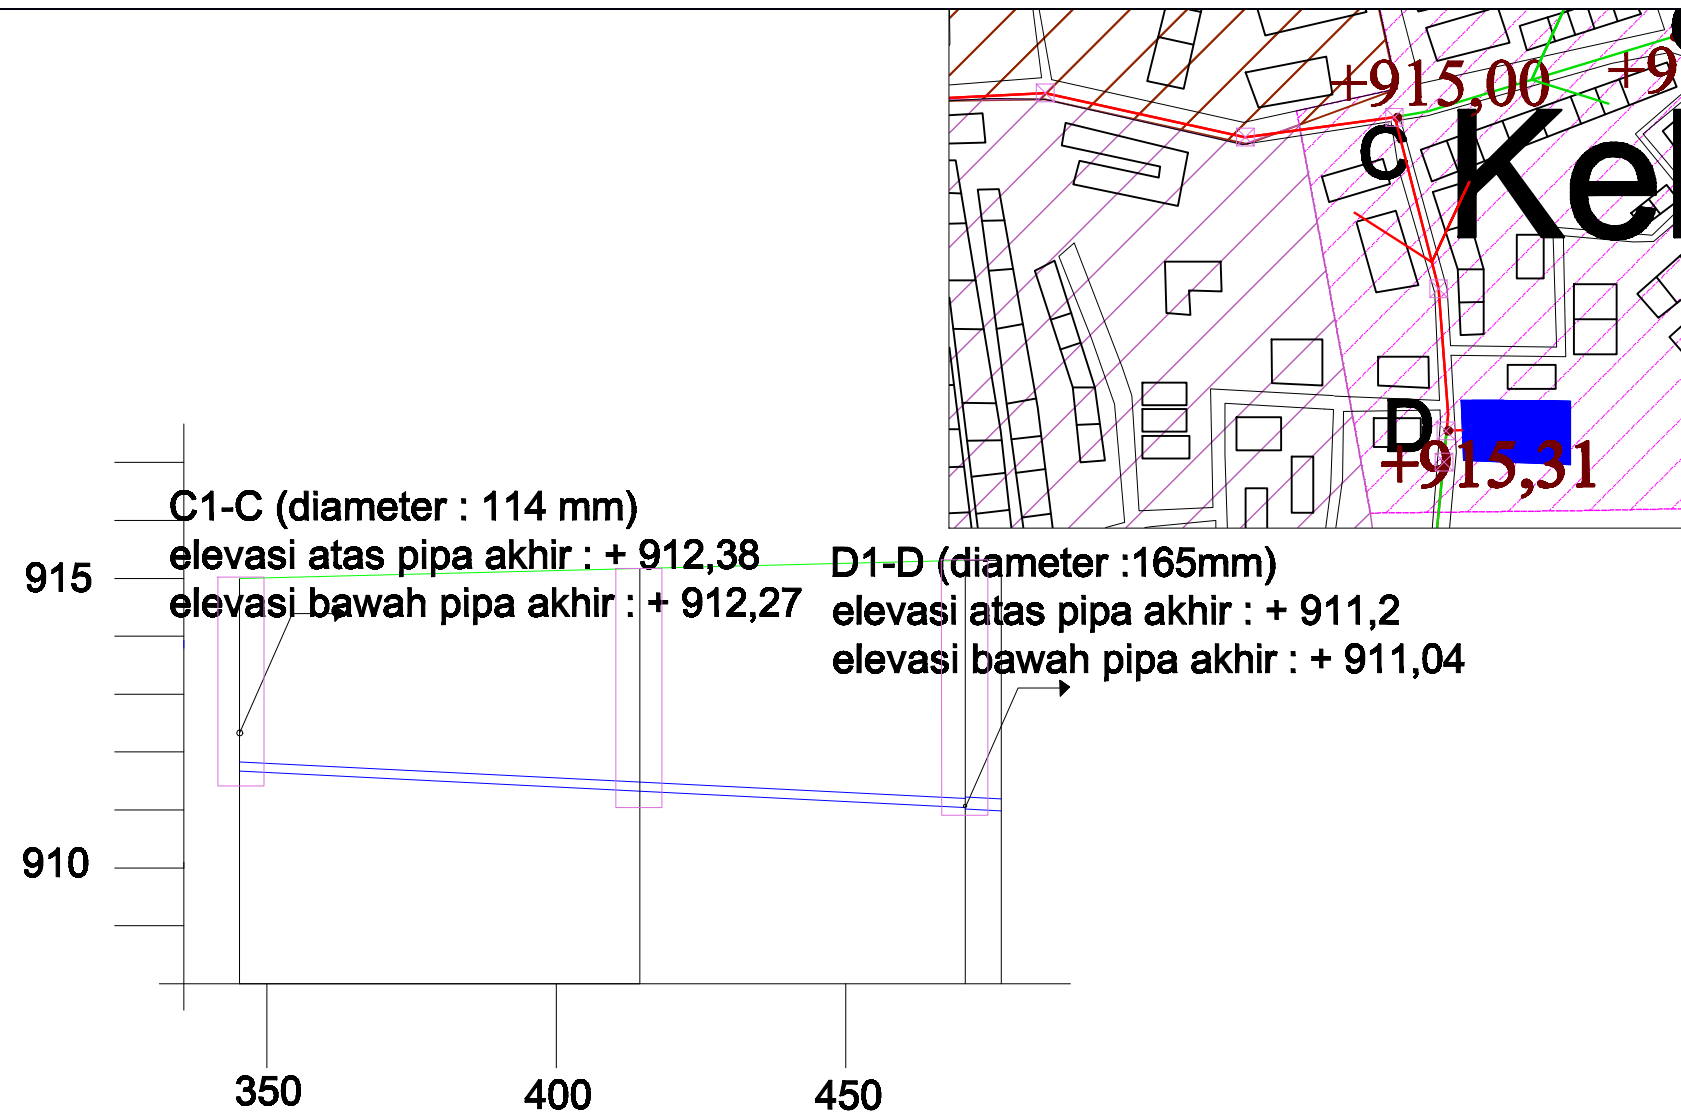 +915,00
+9
C
Kel
D
+915,31
C1-C (diameter : 114 mm)
elevasi atas pipa akhir : + 912,38
elevasi bawah pipa akhir : + 912,27
D1-D (diameter :165mm)
elevasi atas pipa akhir : + 911,2
elevasi bawah pipa akhir : + 911,04
915
910
350
400
450